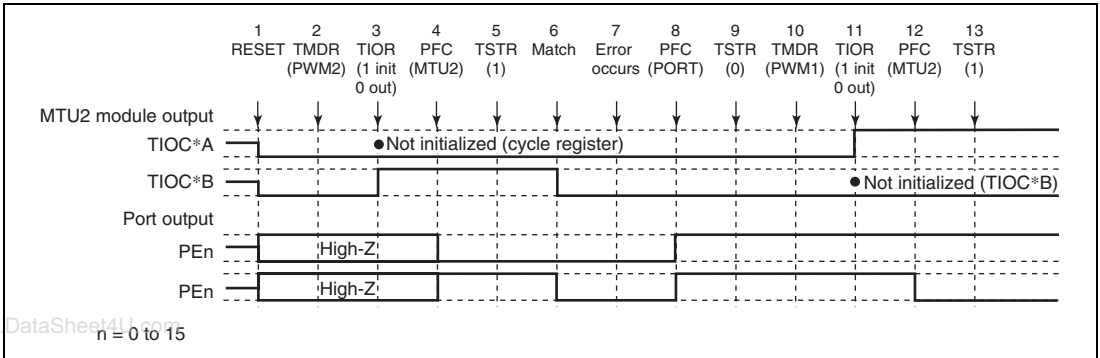 1 2 3 4 5 6 7 8 9 10 11 12 13
RESET TMDR TIOR PFC TSTR Match Error PFC TSTR TMDR TIOR PFC TSTR
(PWM2) (1 init (MTU2) (1) occurs (PORT) (0) (PWM1) (1 init (MTU2) (1)
0 out) 0 out)
MTU2 module output
TIOC*A
●Not initialized (cycle register)
TIOC*B
● Not initialized (TIOC*B)
Port output
PEn
High-Z
PEn
High-Z
DataSheet4U.com
n = 0 to 15